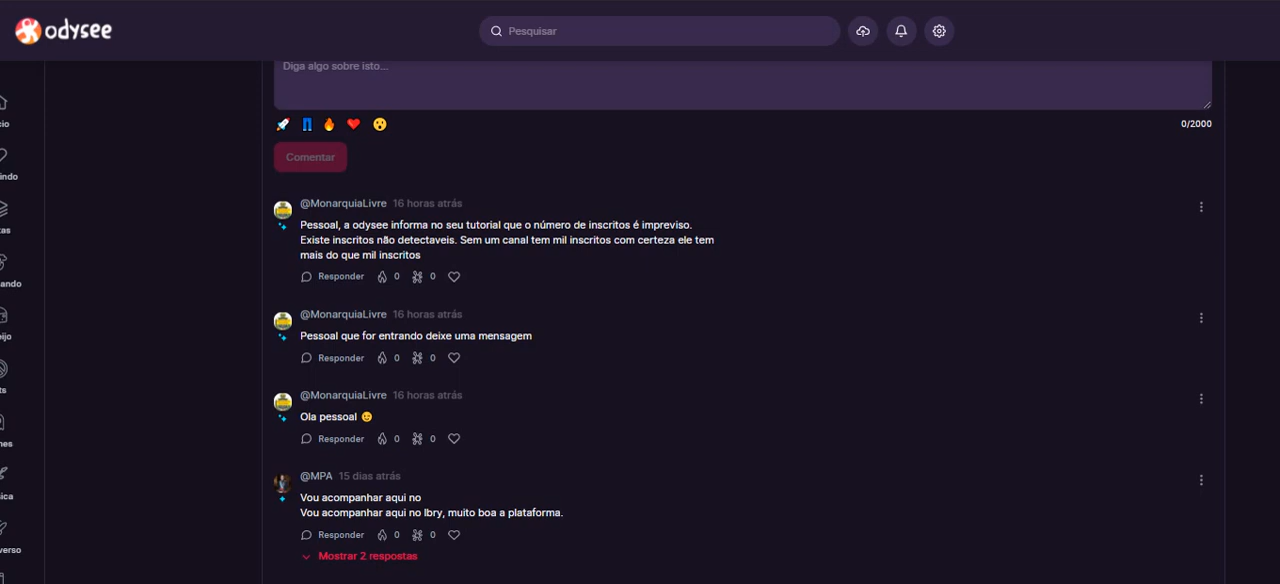 odysee
Pesquisar
Diga algo sobre isto...
0/2000
Comentar
@MonarquiaLivre 16 horas atrás
Pessoal, a odysee informa no seu tutorial que o número de inscritos é impreviso.
Existe inscritos não detectaveis. Sem um canal tem mil inscritos com certeza ele tem
mais do que mil inscritos
Responder 0 0
@MonarquiaLivre 16 horas atrás
Pessoal que for entrando deixe uma mensagem
Responder 0 0
@MonarquiaLivre 16 horas atrás
Ola pessoal 🙂
Responder 0 0
@MPA 15 dias atrás
Vou acompanhar aqui no
Vou acompanhar aqui no lbry, muito boa a plataforma.
Responder 0 0
Mostrar 2 respostas